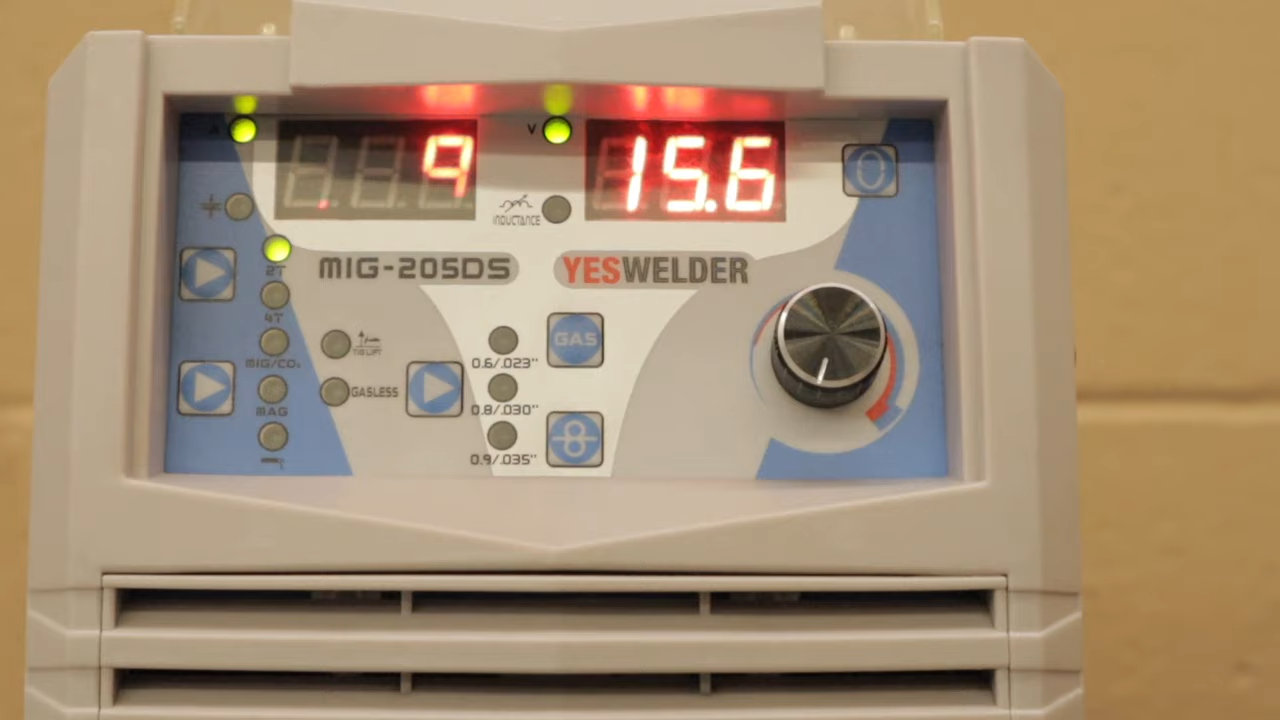 A
9
V
15.6
INDUCTANCE
2T
MIG-205DS
YESWELDER
4T
TIG LIFT
GAS
MIG/CO₂
0.6/.023"
GASLESS
MAG
0.8/.030"
0.9/.035"